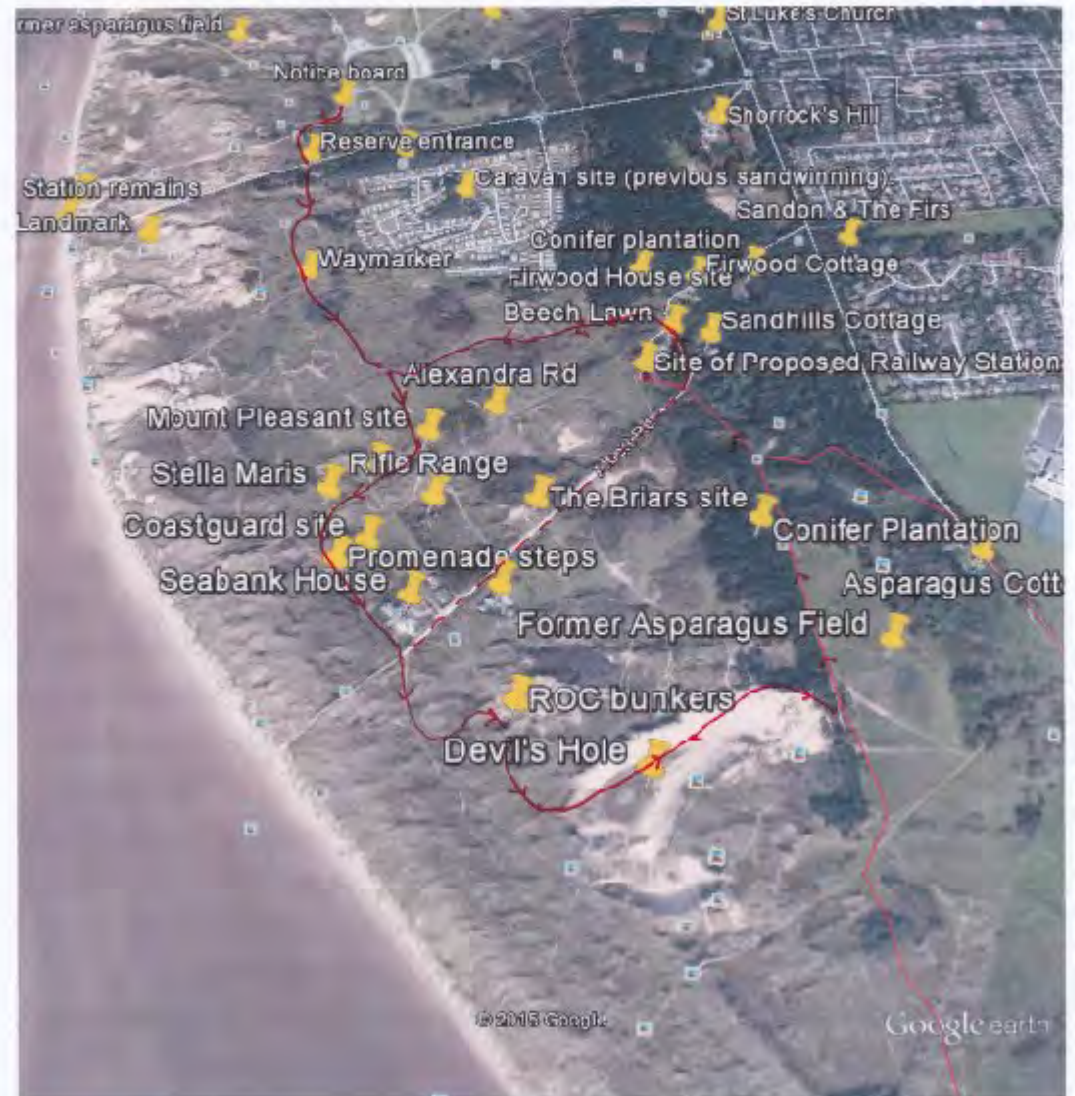 St Luke's Church
asparagus field
Notice board
Shorrock's Hill
Reserve entrance
Caravan site (previous sandwinning).
Station remains
Sandon & The Firs
Landmark
Conifer plantation
Waymarker
Firwood Cottage
Firwood House site
Beech Lawn
Sandhills Cottage
Site of Proposed Railway Station
Alexandra Rd
Mount Pleasant site
Rifle Range
Stella Maris
The Briars site
Coastguard site
Conifer Plantation
Promenade steps
Seabank House
Asparagus Cott
Former Asparagus Field
ROC bunkers
Devil's Hole
© 2015 Google
Google earth